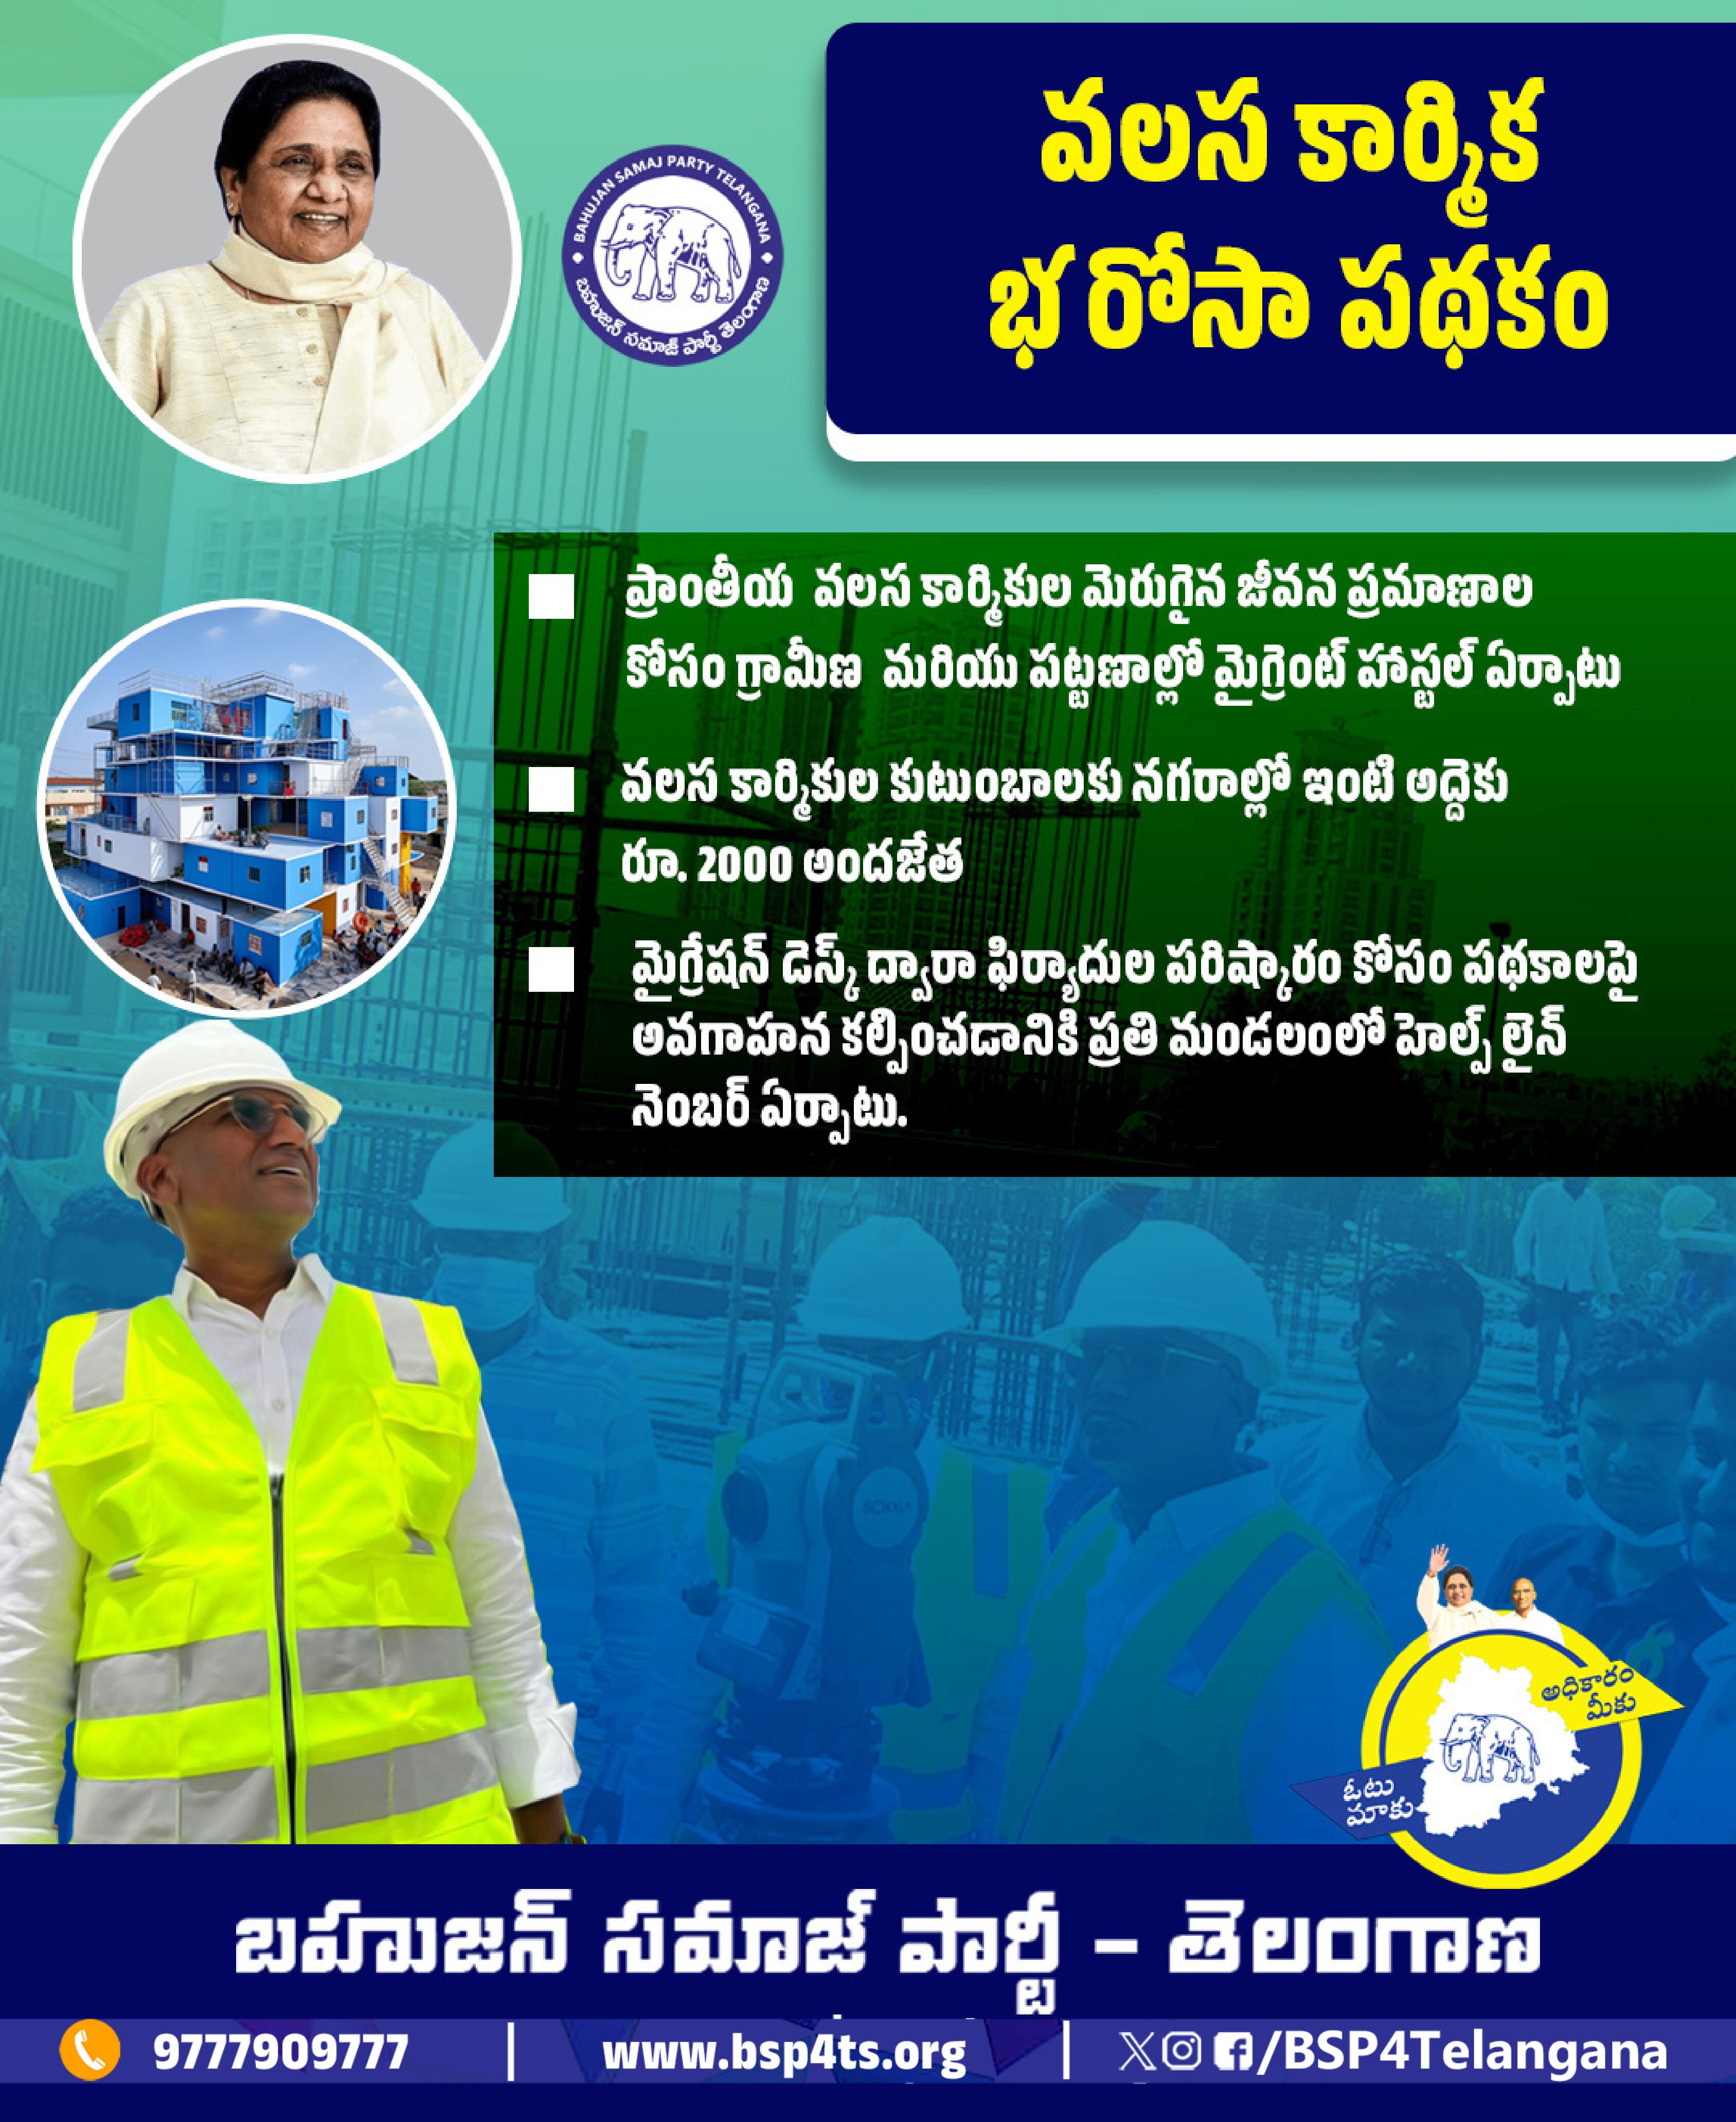 BAHUJAN SAMAJ PARTY TELANGANA
బహుజన్ సమాజ్ పార్టీ తెలంగాణ
వలస కార్మిక
భరోసా పథకం
ప్రాంతీయ వలస కార్మికుల మెరుగైన జీవన ప్రమాణాల
కోసం గ్రామీణ మరియు పట్టణాల్లో మైగ్రెంట్ హాస్టల్ ఏర్పాటు
వలస కార్మికుల కుటుంబాలకు నగరాల్లో ఇంటి అద్దెకు
రూ. 2000 అందజేత
మైగ్రేషన్ డెస్క్ ద్వారా ఫిర్యాదుల పరిష్కారం కోసం పథకాలపై
అవగాహన కల్పించడానికి ప్రతి మండలంలో హెల్ప్ లైన్
నెంబర్ ఏర్పాటు.
SOKKIA
అధికారం
మీకు
ఓటు
మాకు
బహుజన్ సమాజ్ పార్టీ – తెలంగాణ
9777909777 | www.bsp4ts.org | /BSP4Telangana